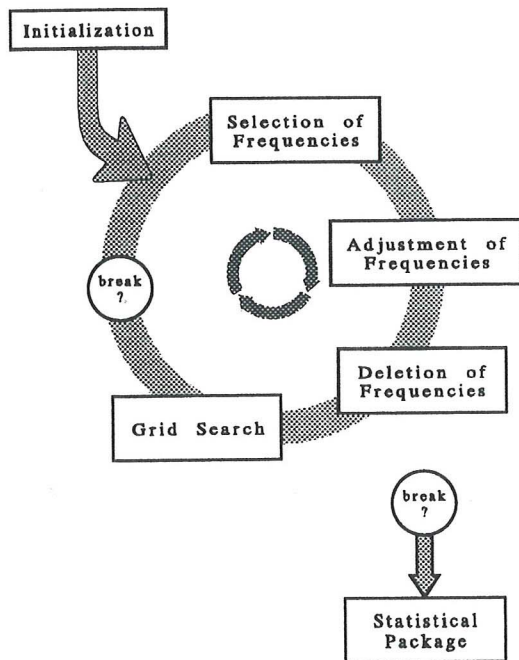 Initialization
Selection of
Frequencies
Adjustment of
Frequencies
break
?
Deletion of
Frequencies
Grid Search
break
?
Statistical
Package